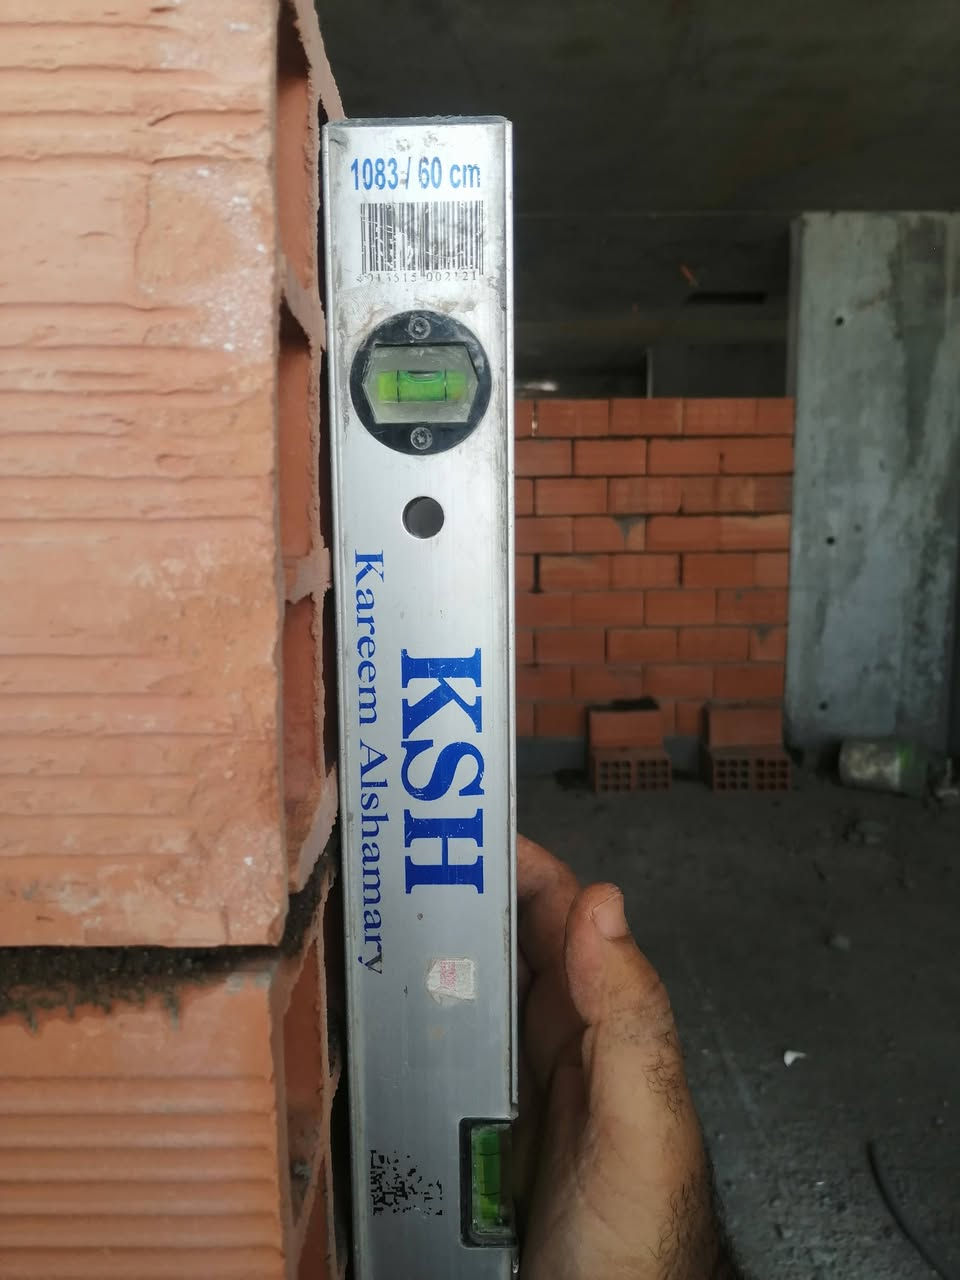 1083 / 60 cm
KSH
Kareem Alshamary